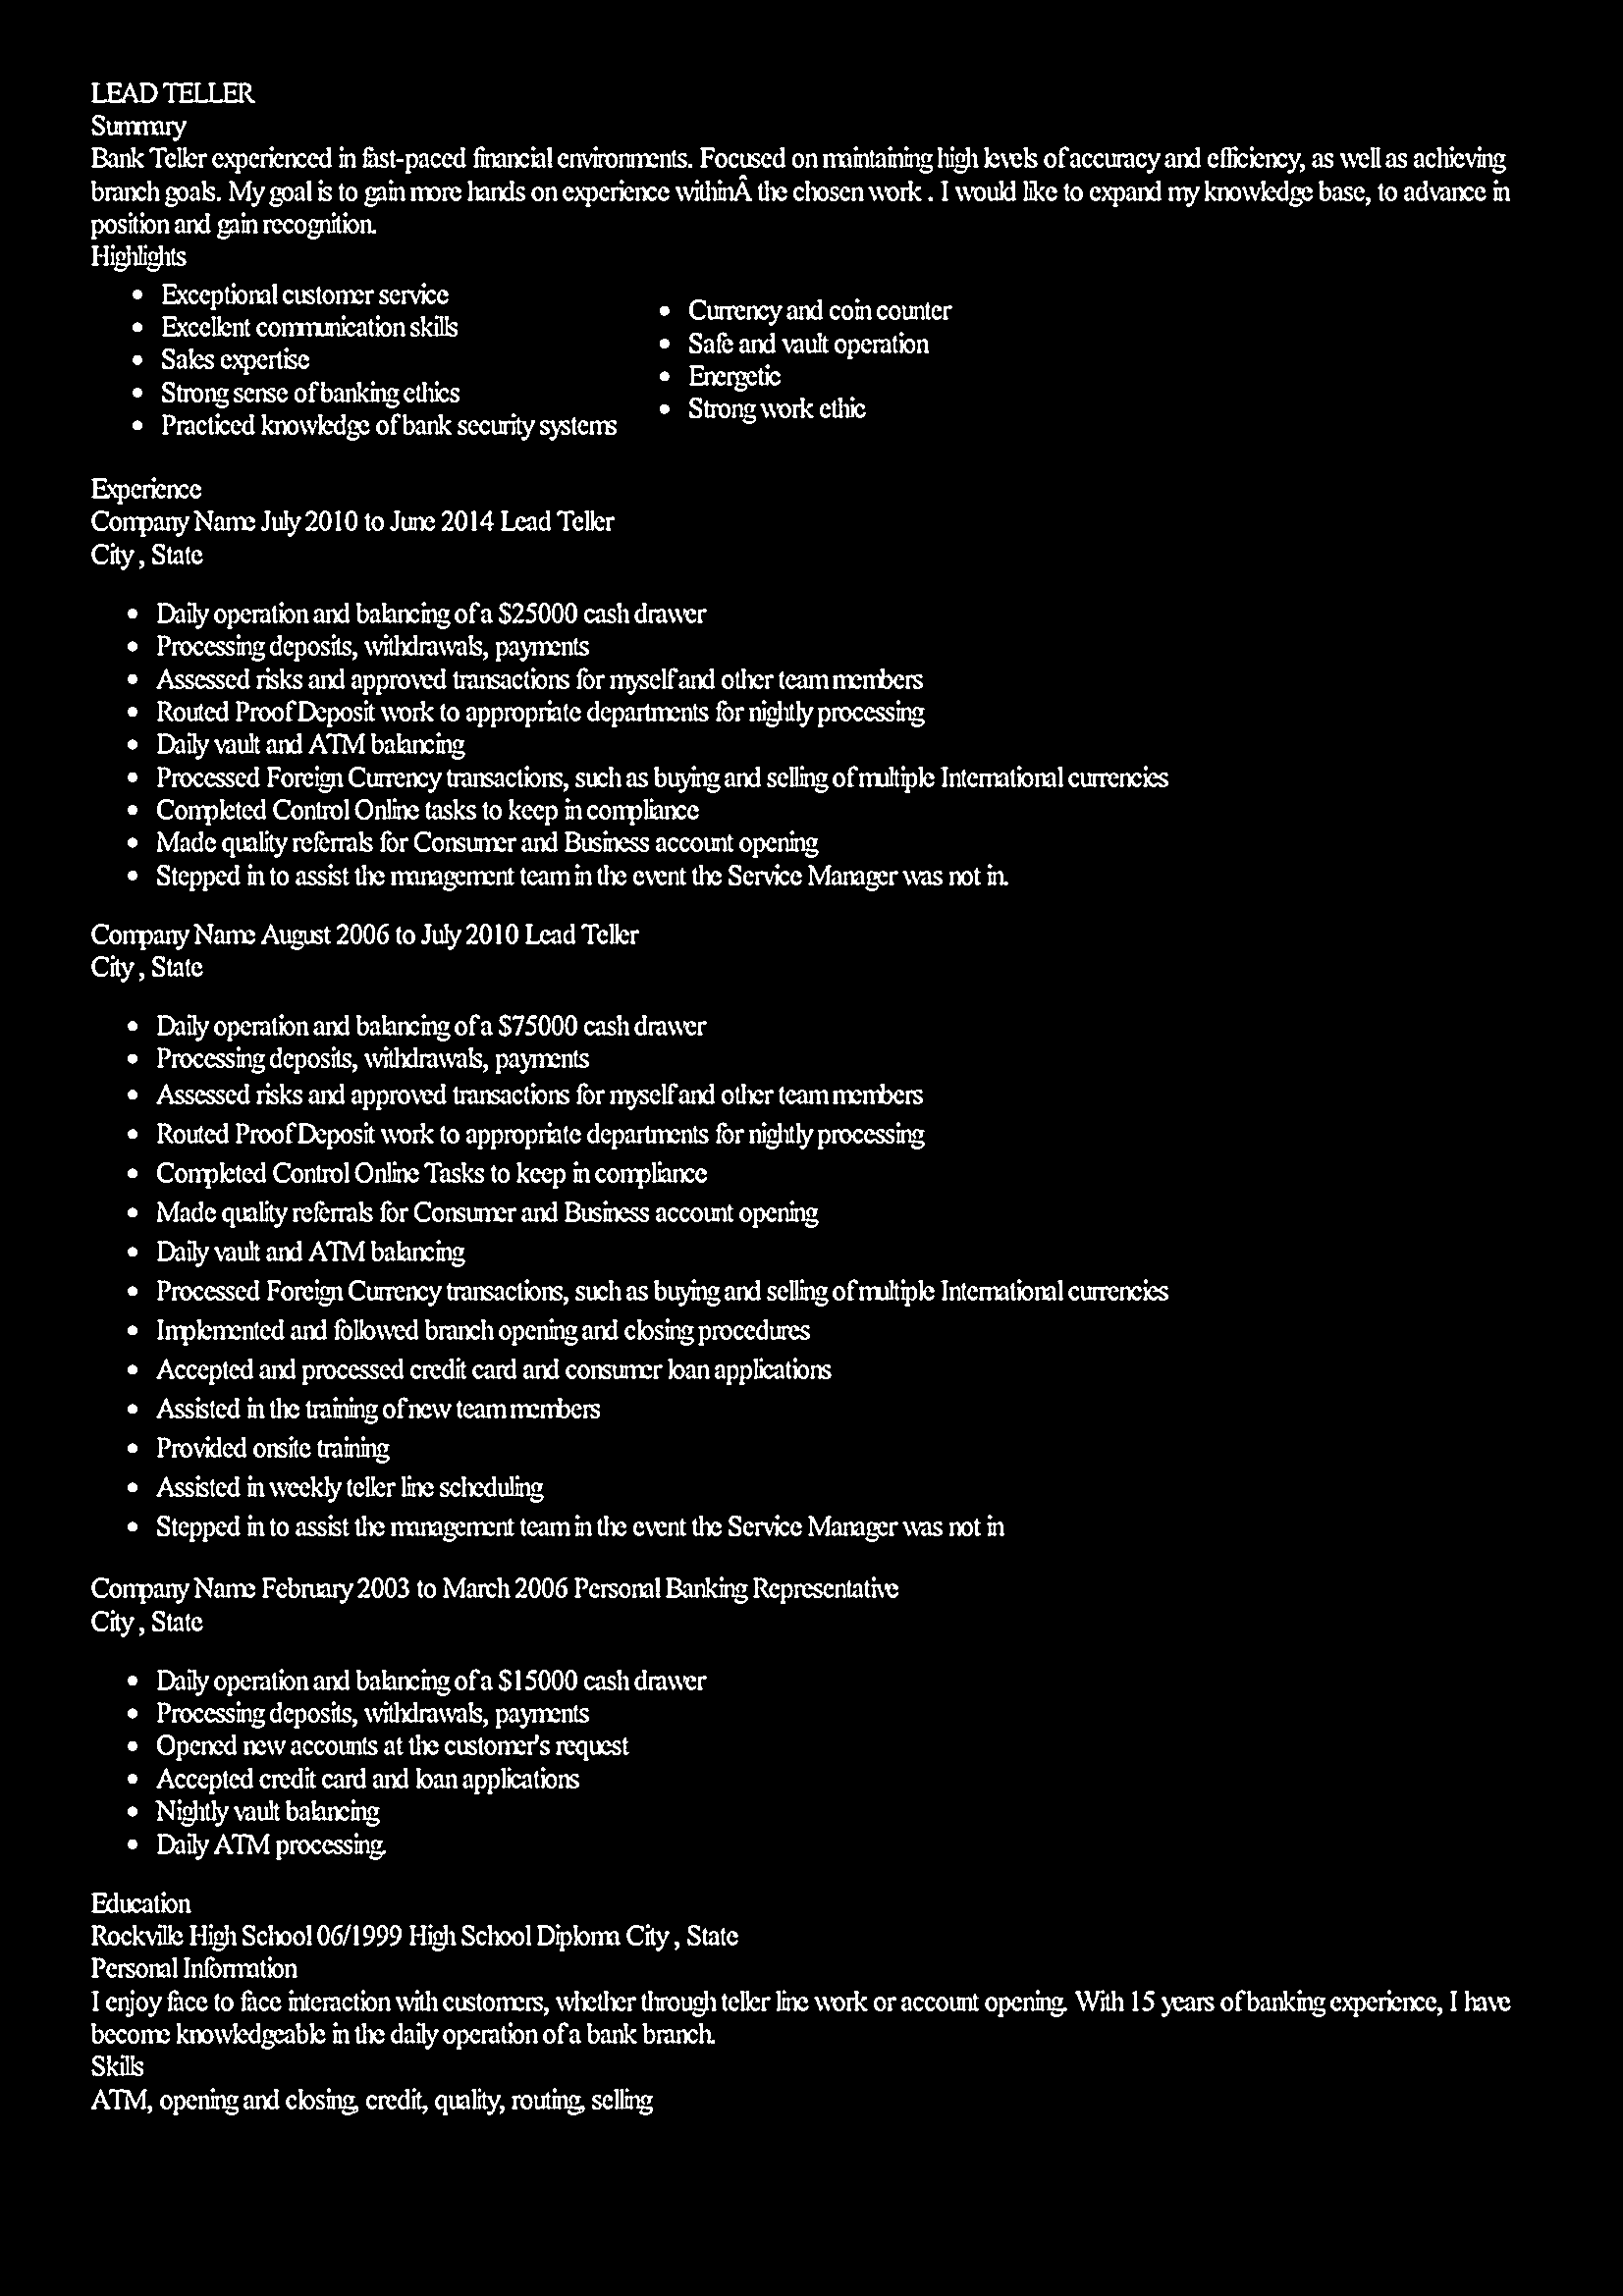 LEAD TELLER
Summary
Bank Teller experienced in fast-paced financial environments. Focused on maintaining high levels of accuracy and efficiency, as well as achieving
branch goals. My goal is to gain more hands on experience withinÂ the chosen work . I would like to expand my knowledge base, to advance in
position and gain recognition.
Highlights
• Exceptional customer service
• Excellent communication skills
• Sales expertise
• Strong sense of banking ethics
• Practiced knowledge of bank security systems
• Currency and coin counter
• Safe and vault operation
• Energetic
• Strong work ethic
Experience
Company Name July 2010 to June 2014 Lead Teller
City , State
• Daily operation and balancing of a $25000 cash drawer
• Processing deposits, withdrawals, payments
• Assessed risks and approved transactions for myself and other team members
• Routed Proof Deposit work to appropriate departments for nightly processing
• Daily vault and ATM balancing
• Processed Foreign Currency transactions, such as buying and selling of multiple International currencies
• Completed Control Online tasks to keep in compliance
• Made quality referrals for Consumer and Business account opening
• Stepped in to assist the management team in the event the Service Manager was not in.
Company Name August 2006 to July 2010 Lead Teller
City , State
• Daily operation and balancing of a $75000 cash drawer
• Processing deposits, withdrawals, payments
• Assessed risks and approved transactions for myself and other team members
• Routed Proof Deposit work to appropriate departments for nightly processing
• Completed Control Online Tasks to keep in compliance
• Made quality referrals for Consumer and Business account opening
• Daily vault and ATM balancing
• Processed Foreign Currency transactions, such as buying and selling of multiple International currencies
• Implemented and followed branch opening and closing procedures
• Accepted and processed credit card and consumer loan applications
• Assisted in the training of new team members
• Provided onsite training
• Assisted in weekly teller line scheduling
• Stepped in to assist the management team in the event the Service Manager was not in
Company Name February 2003 to March 2006 Personal Banking Representative
City , State
• Daily operation and balancing of a $15000 cash drawer
• Processing deposits, withdrawals, payments
• Opened new accounts at the customer's request
• Accepted credit card and loan applications
• Nightly vault balancing
• Daily ATM processing.
Education
Rockville High School 06/1999 High School Diploma City , State
Personal Information
I enjoy face to face interaction with customers, whether through teller line work or account opening. With 15 years of banking experience, I have
become knowledgeable in the daily operation of a bank branch.
Skills
ATM, opening and closing, credit, quality, routing, selling